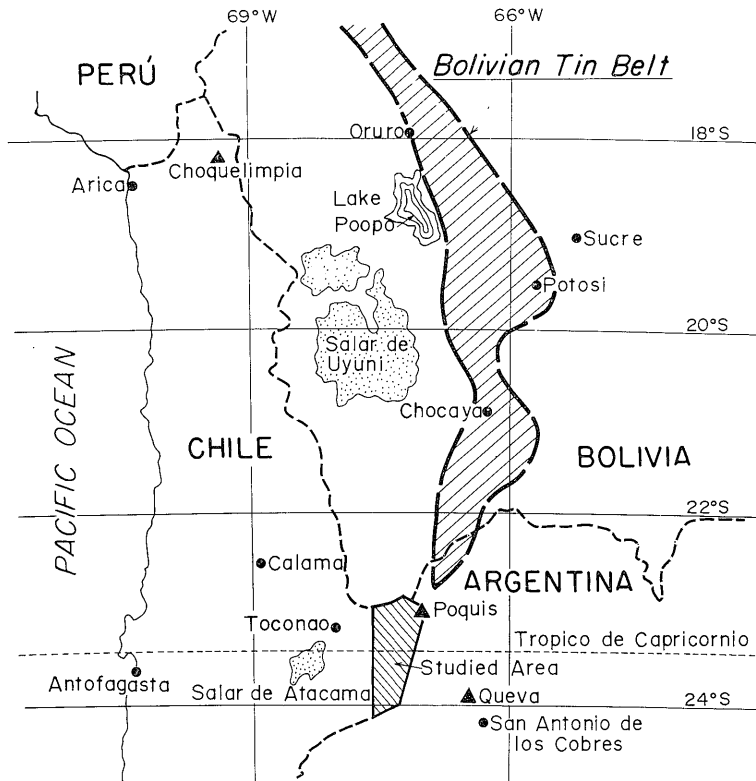 69°W
66°W
PERÚ
Bolivian Tin Belt
Oruro
18°S
Choquelimpia
Arica
Lake
Poopo
Sucre
Potosi
20°S
Salar de
Uyuni
Chocaya
PACIFIC OCEAN
CHILE
BOLIVIA
22°S
Calama
ARGENTINA
Poquis
Toconao
Tropico de Capricornio
Studied Area
Antofagasta
Salar de Atacama
Queva
24°S
San Antonio de
los Cobres